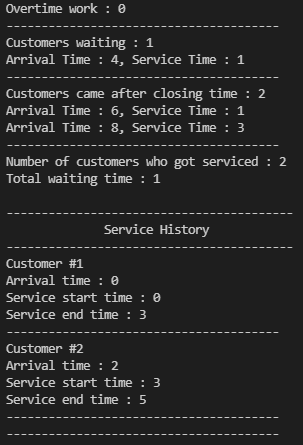 Overtime work : 0
---------------------------------------
Customers waiting : 1
Arrival Time : 4, Service Time : 1
---------------------------------------
Customers came after closing time : 2
Arrival Time : 6, Service Time : 1
Arrival Time : 8, Service Time : 3
---------------------------------------
Number of customers who got serviced : 2
Total waiting time : 1
-----------------------------------------
Service History
-----------------------------------------
Customer #1
Arrival time : 0
Service start time : 0
Service end time : 3
---------------------------------------
Customer #2
Arrival time : 2
Service start time : 3
Service end time : 5
---------------------------------------
---------------------------------------